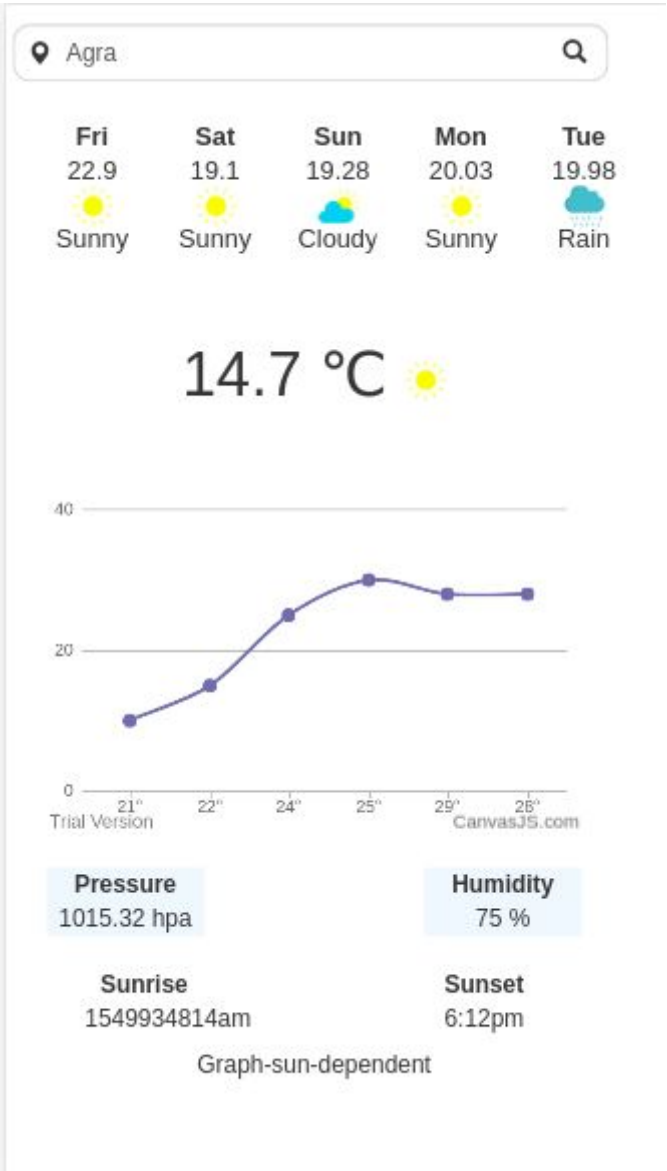 Agra
Fri Sat Sun Mon Tue
22.9 19.1 19.28 20.03 19.98
Sunny Sunny Cloudy Sunny Rain
14.7 °C
40
20
0
21° 22° 24° 25° 29° 28°
Trial Version CanvasJS.com
Pressure Humidity
1015.32 hpa 75 %
Sunrise Sunset
1549934814am 6:12pm
Graph-sun-dependent